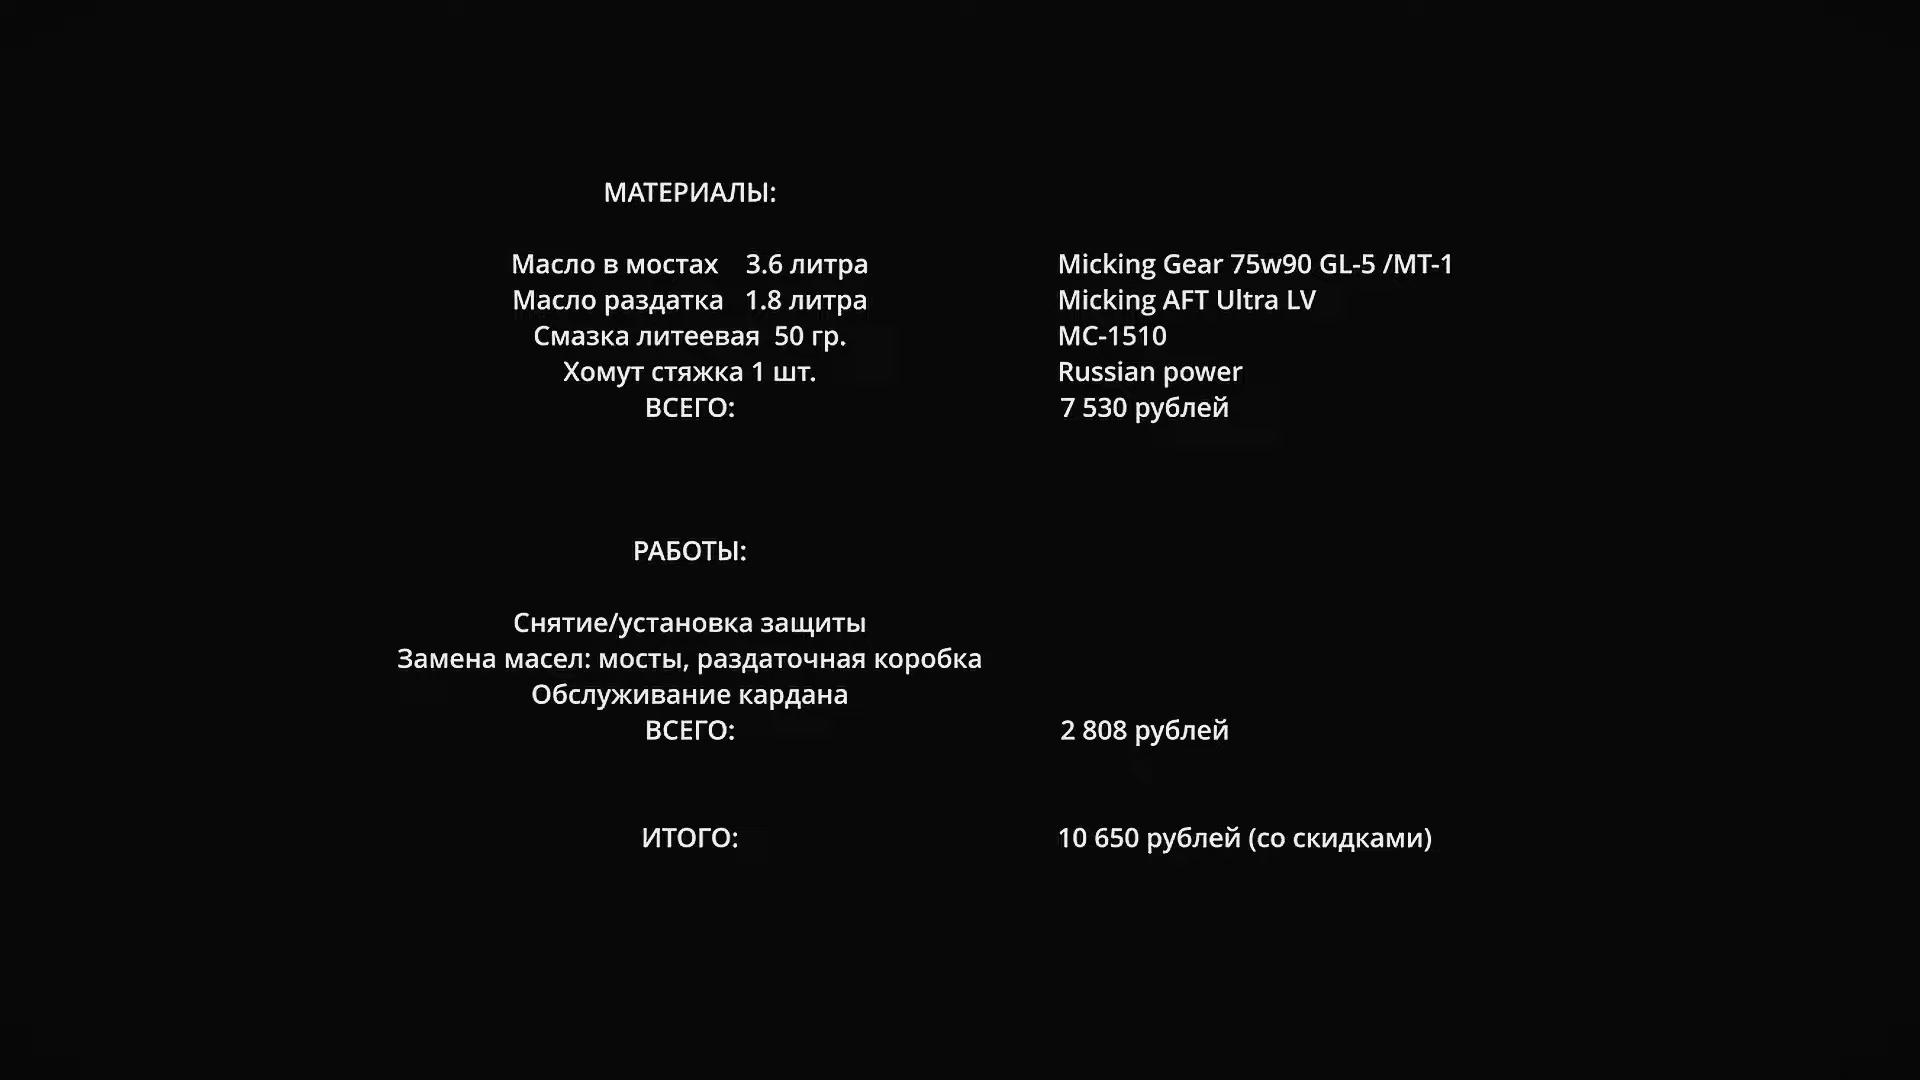 МАТЕРИАЛЫ:
Масло в мостах 3.6 литра Micking Gear 75w90 GL-5 /MT-1
Масло раздатка 1.8 литра Micking AFT Ultra LV
Смазка литеевая 50 гр. МС-1510
Хомут стяжка 1 шт. Russian power
ВСЕГО: 7 530 рублей
РАБОТЫ:
Снятие/установка защиты
Замена масел: мосты, раздаточная коробка
Обслуживание кардана
ВСЕГО: 2 808 рублей
ИТОГО: 10 650 рублей (со скидками)